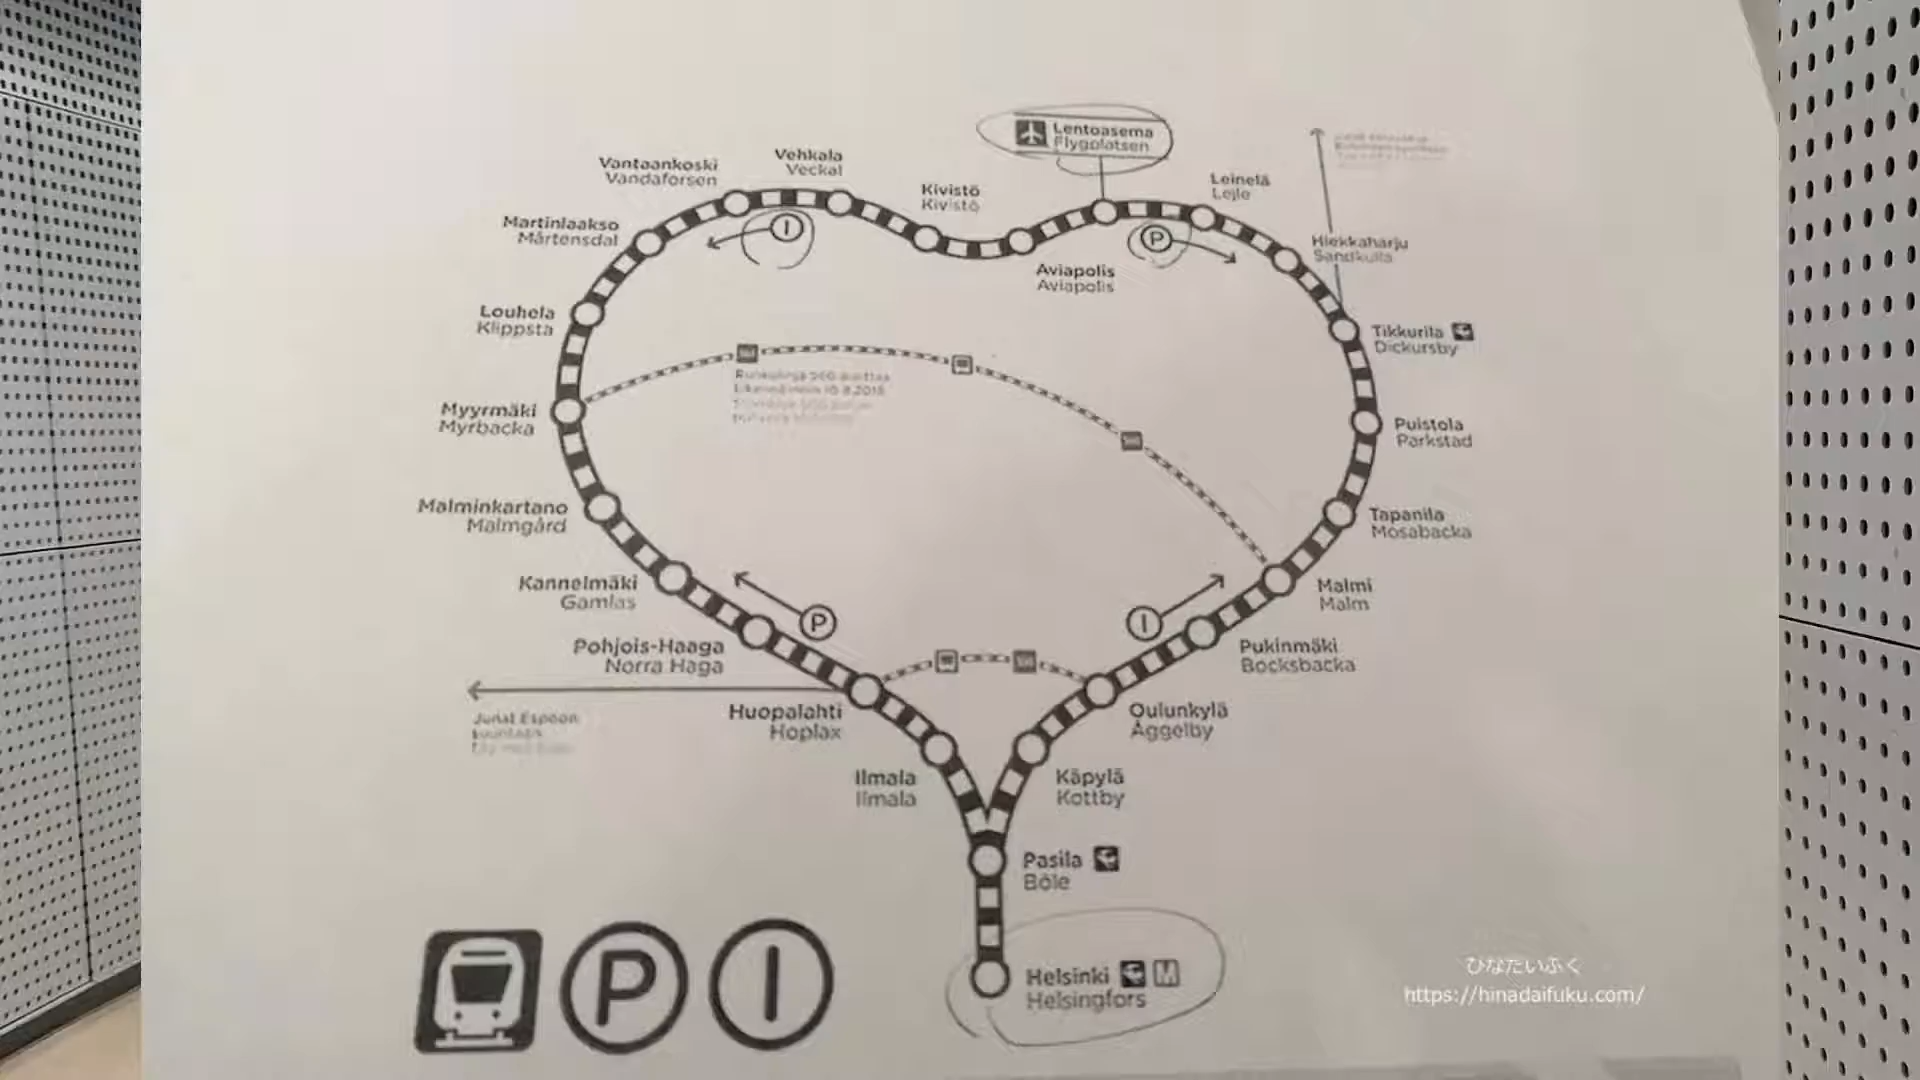 Lentoasema
Flygplatsen
Vehkala
Veckal
Vantaankoski
Vandaforsen
Kivistö
Kivistö
Leinelä
Lejle
Martinlaakso
Mårtensdal
I
P
Hiekkaharju
Sandkulla
Aviapolis
Aviapolis
Louhela
Klippsta
Tikkurila
Dickursby
Myyrmäki
Myrbacka
Puistola
Parkstad
Malminkartano
Malmgård
Tapanila
Mosabacka
Kannelmäki
Gamlas
Malmi
Malm
P
I
Pohjois-Haaga
Norra Haga
Pukinmäki
Bocksbacka
Huopalahti
Hoplax
Oulunkylä
Åggelby
Junat Espoon
suuntaan
Ilmala
Ilmala
Käpylä
Kottby
Pasila
Böle
Helsinki M
Helsingfors
P I
ひなたいふく
https://hinadaifuku.com/